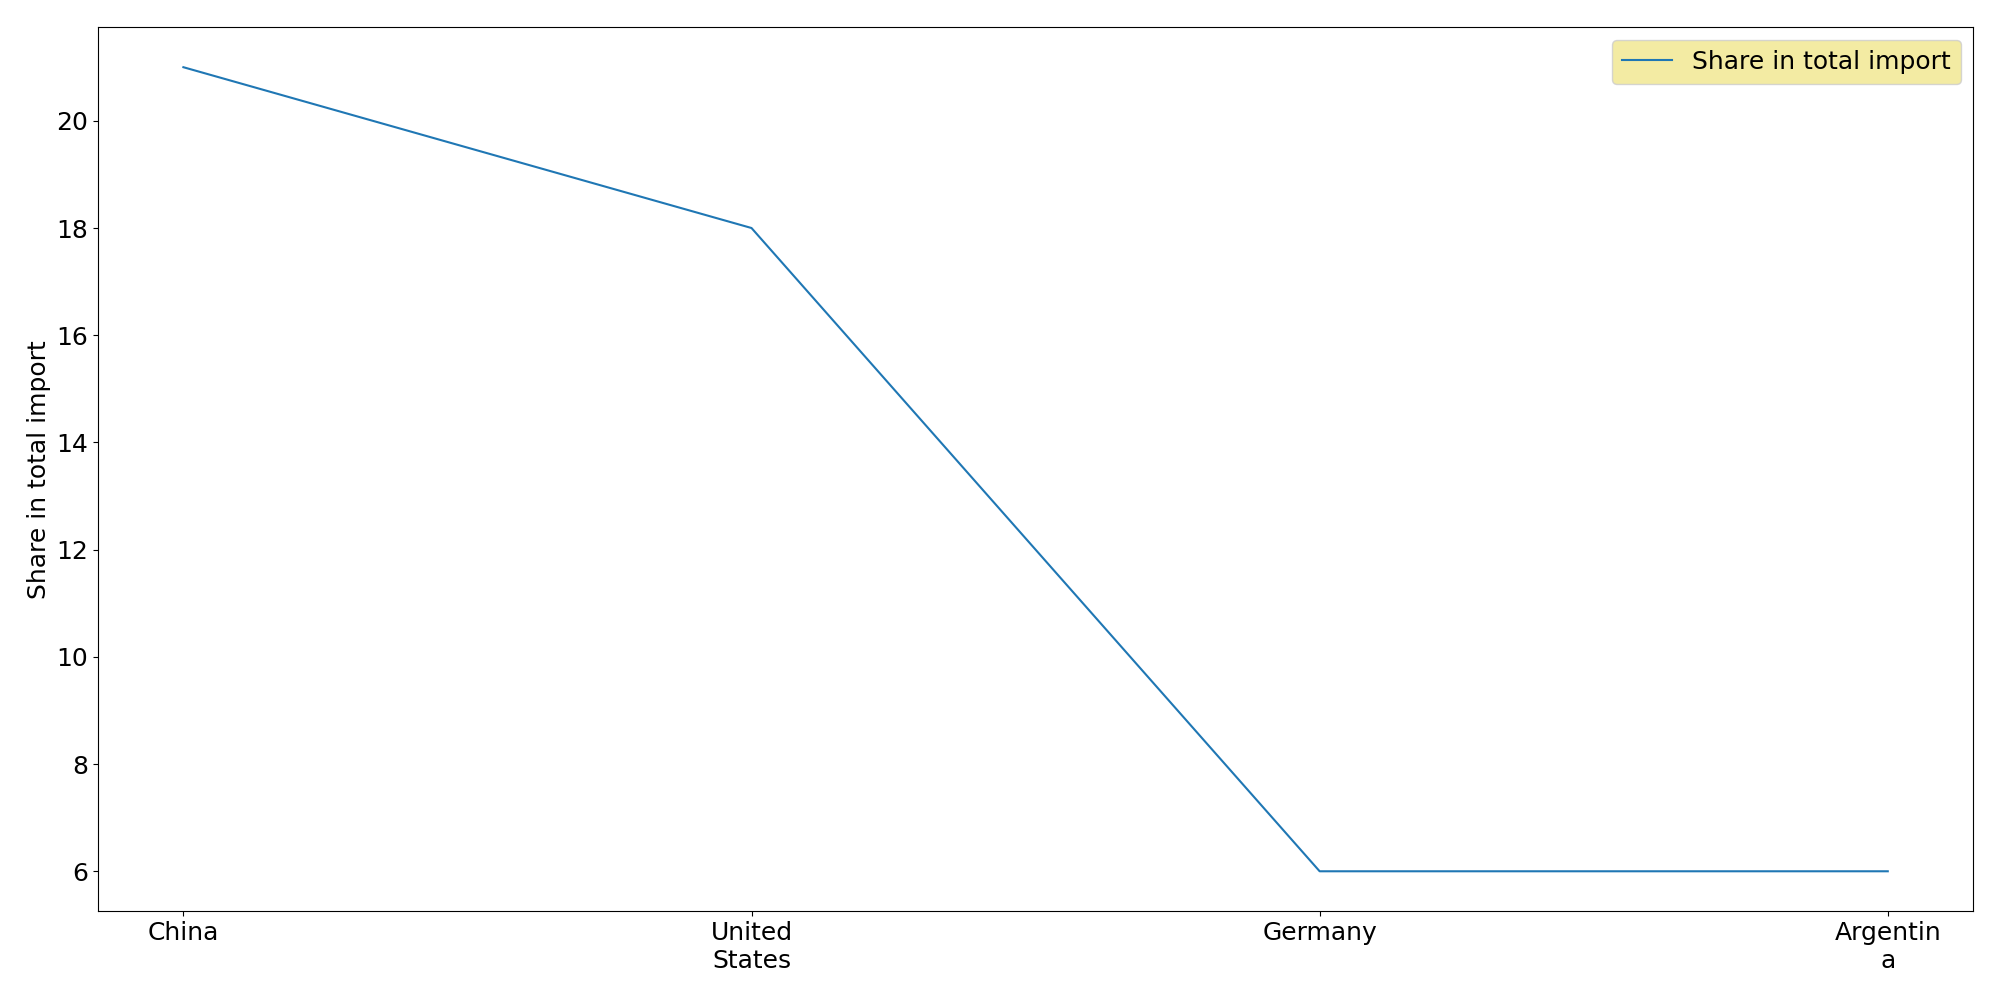 Share in total import
Share in total import
20
18
16
14
12
10
8
6
China
United
States
Germany
Argentin
a